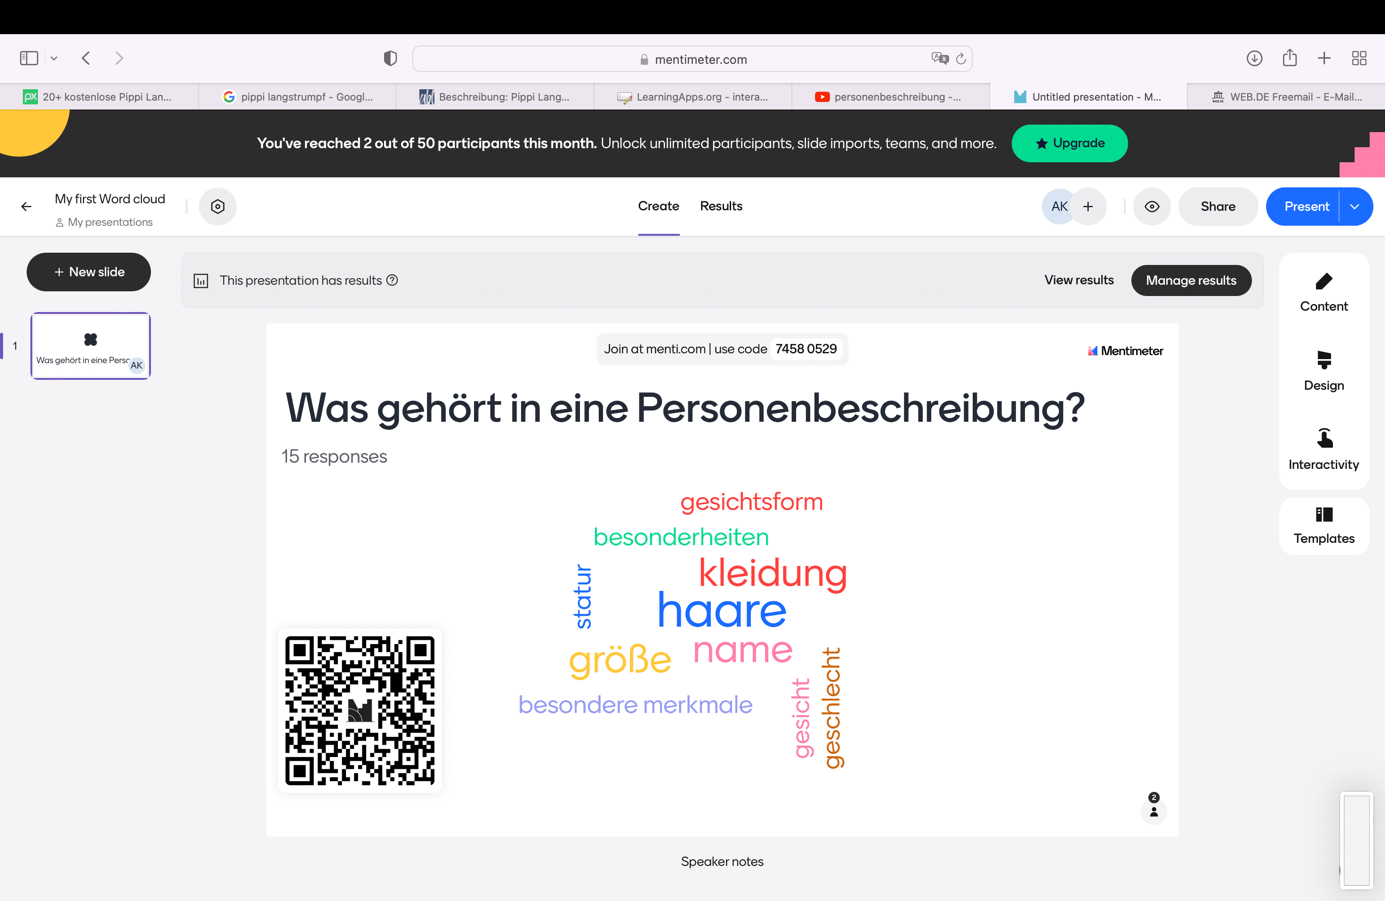 mentimeter.com
20+ kostenlose Pippi Lan...
pippi langstrumpf - Googl...
Beschreibung: Pippi Lang...
LearningApps.org - intera...
personenbeschreibung -...
Untitled presentation - M...
WEB.DE Freemail - E-Mail...
You've reached 2 out of 50 participants this month. Unlock unlimited participants, slide imports, teams, and more.
Upgrade
My first Word cloud
My presentations
Create
Results
AK
Share
Present
New slide
This presentation has results
View results
Manage results
1
Was gehört in eine Perso
AK
Join at menti.com | use code 7458 0529
Mentimeter
Was gehört in eine Personenbeschreibung?
15 responses
gesichtsform
besonderheiten
kleidung
statur
haare
name
größe
besondere merkmale
gesicht
geschlecht
2
Speaker notes
Content
Design
Interactivity
Templates